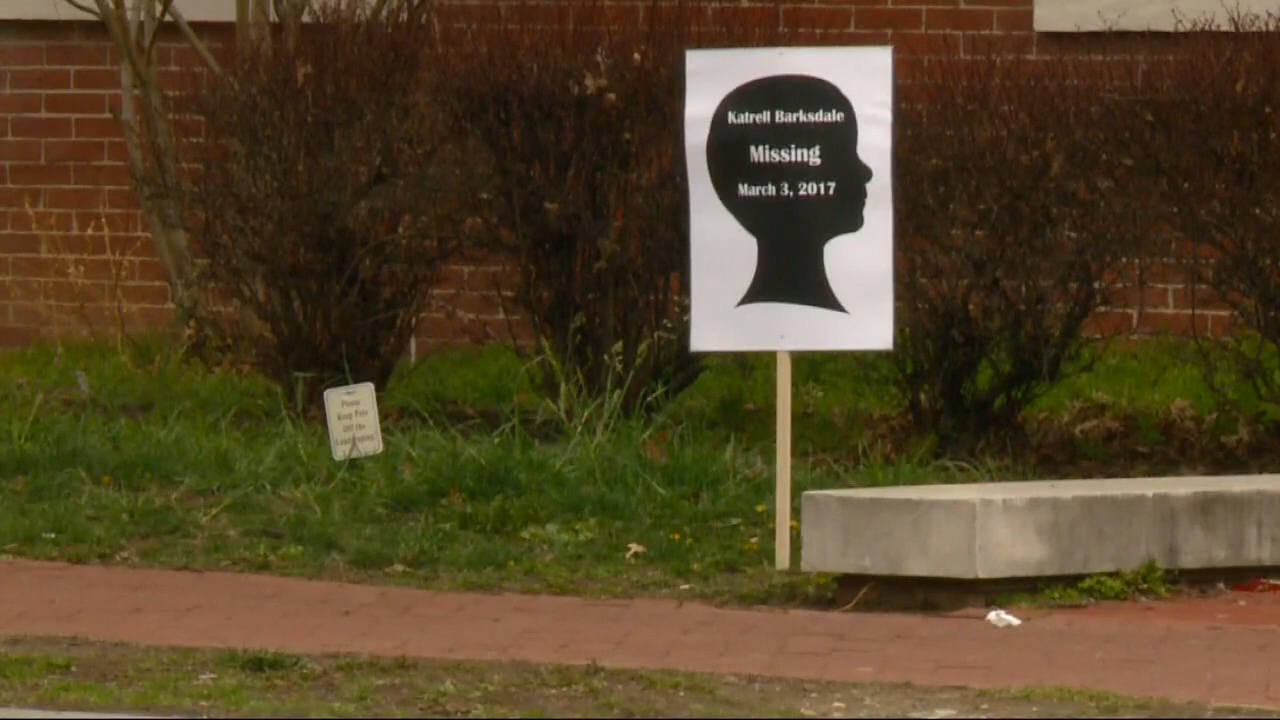 Katrell Barksdale
Missing
March 3, 2017
Please
Keep Pets
Off the
Landscaping